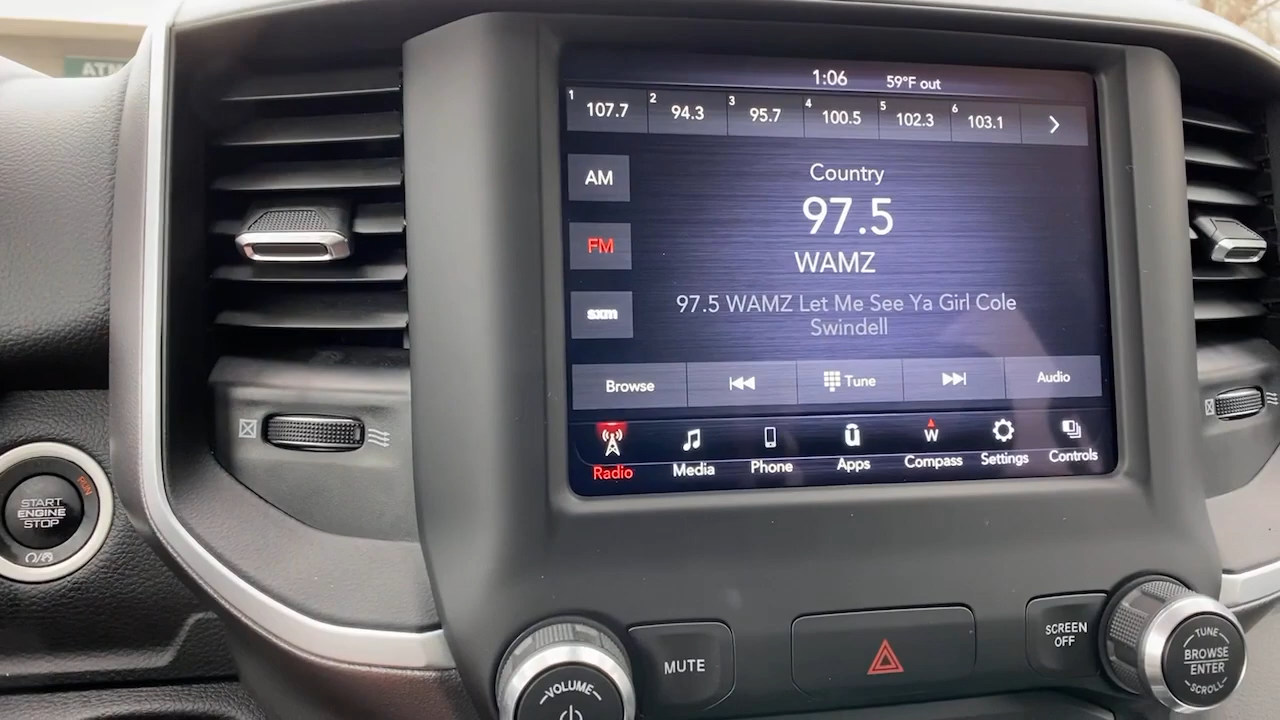 1:06 59°F out
1 107.7 2 94.3 3 95.7 4 100.5 5 102.3 6 103.1
AM
Country
97.5
FM
WAMZ
sxm
97.5 WAMZ Let Me See Ya Girl Cole
Swindell
Browse Tune Audio
W
Radio Media Phone Apps Compass Settings Controls
RUN
START
ENGINE
STOP
MUTE
SCREEN
OFF
TUNE
BROWSE
ENTER
SCROLL
VOLUME